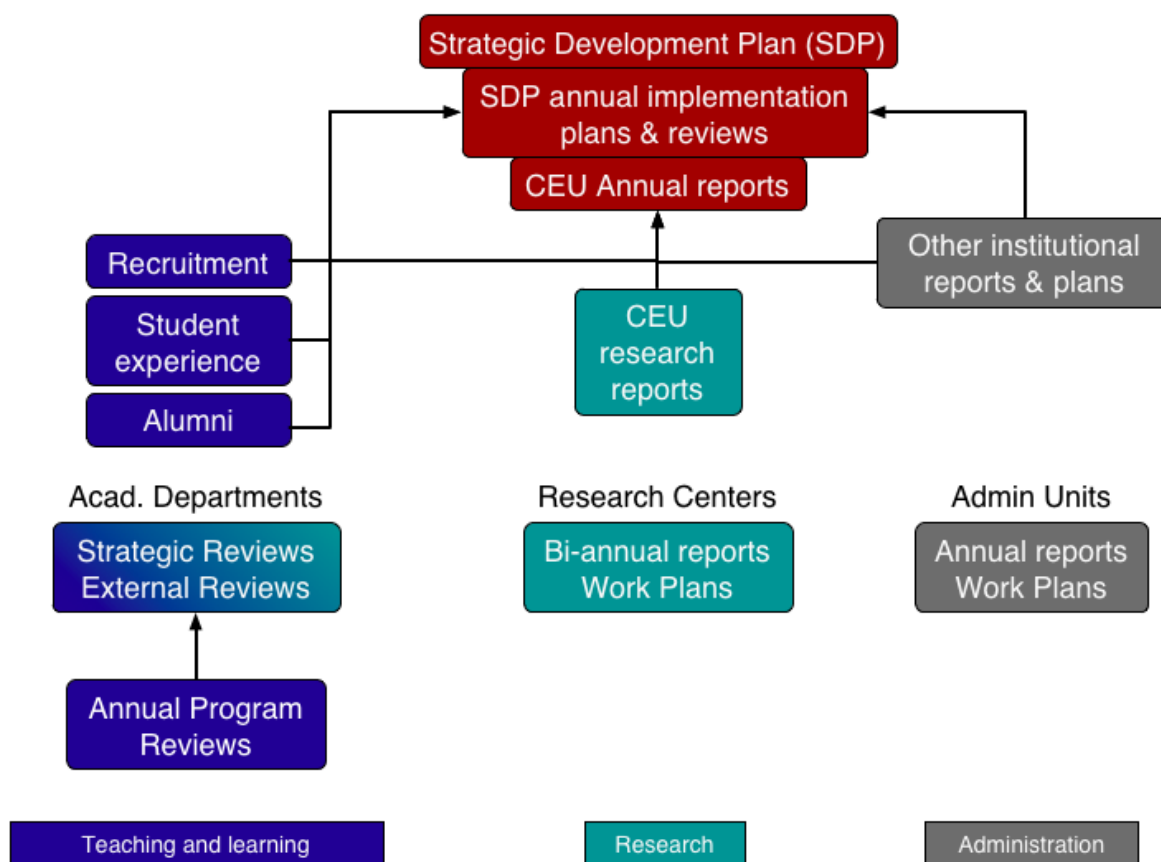 Strategic Development Plan (SDP)
SDP annual implementation
plans & reviews
CEU Annual reports
Recruitment
Student
experience
Alumni
CEU
research
reports
Other institutional
reports & plans
Acad. Departments
Strategic Reviews
External Reviews
Research Centers
Bi-annual reports
Work Plans
Admin Units
Annual reports
Work Plans
Annual Program
Reviews
Teaching and learning
Research
Administration